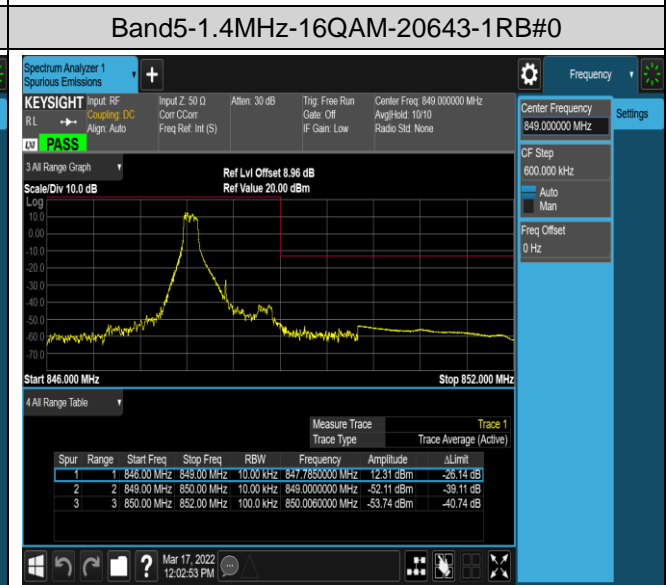 Band5-1.4MHz-16QAM-20643-1RB#0
Spectrum Analyzer 1
Spurious Emissions
Frequency
KEYSIGHT
RL
Input: RF
Coupling: DC
Align: Auto
Input Z: 50 Ω
Corr CCorr
Freq Ref: Int (S)
Atten: 30 dB
Trig: Free Run
Gate: Off
IF Gain: Low
Center Freq: 849.000000 MHz
Avg|Hold: 10/10
Radio Std: None
LXI PASS
Center Frequency
849.000000 MHz
Settings
CF Step
600.000 kHz
Auto
Man
Freq Offset
0 Hz
3 All Range Graph
Scale/Div 10.0 dB
Ref Lvl Offset 8.96 dB
Ref Value 20.00 dBm
Log
10.0
0.00
-10.0
-20.0
-30.0
-40.0
-50.0
-60.0
-70.0
Start 846.000 MHz
Stop 852.000 MHz
4 All Range Table
Measure Trace Trace 1
Trace Type Trace Average (Active)
Spur Range Start Freq Stop Freq RBW Frequency Amplitude ΔLimit
1 1 846.00 MHz 849.00 MHz 10.00 kHz 847.7850000 MHz 12.31 dBm -26.14 dB
2 2 849.00 MHz 850.00 MHz 10.00 kHz 849.0000000 MHz -52.11 dBm -39.11 dB
3 3 850.00 MHz 852.00 MHz 100.0 kHz 850.0060000 MHz -53.74 dBm -40.74 dB
?
Mar 17, 2022
12:02:53 PM